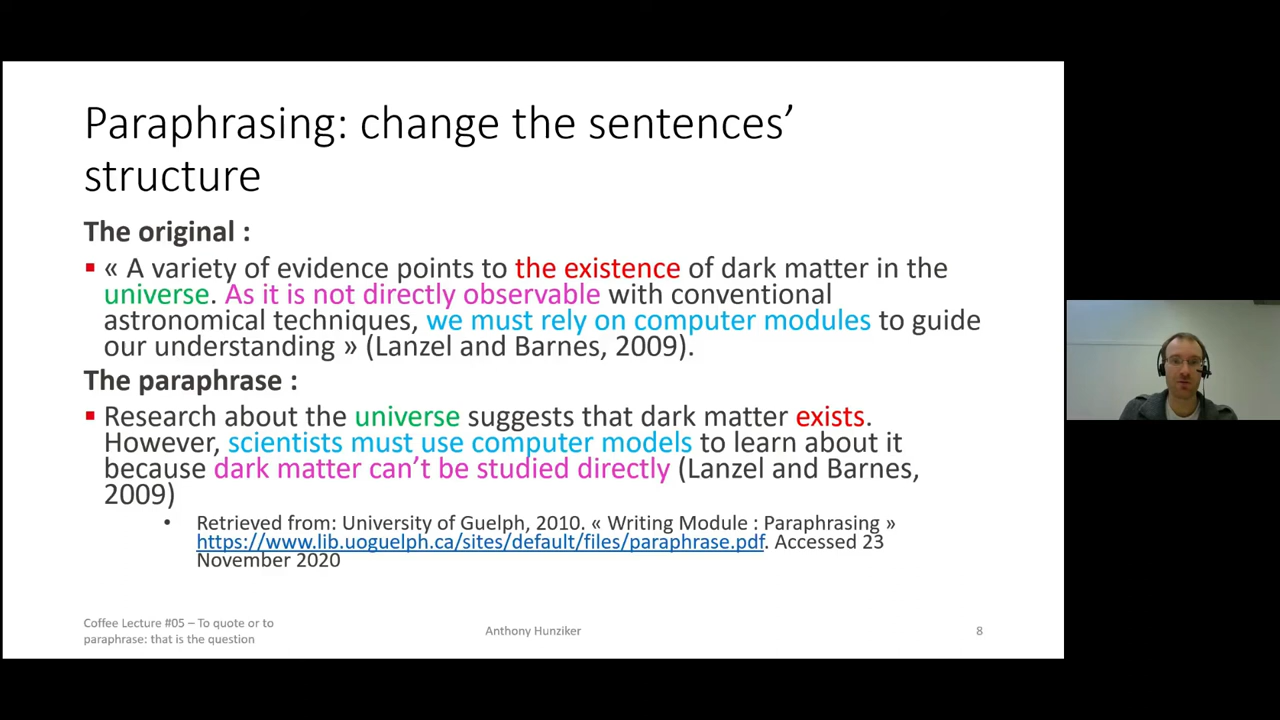 Paraphrasing: change the sentences’
structure
The original :
▪ « A variety of evidence points to the existence of dark matter in the
universe. As it is not directly observable with conventional
astronomical techniques, we must rely on computer modules to guide
our understanding » (Lanzel and Barnes, 2009).
The paraphrase :
▪ Research about the universe suggests that dark matter exists.
However, scientists must use computer models to learn about it
because dark matter can’t be studied directly (Lanzel and Barnes,
2009)
• Retrieved from: University of Guelph, 2010. « Writing Module : Paraphrasing »
https://www.lib.uoguelph.ca/sites/default/files/paraphrase.pdf. Accessed 23
November 2020
Coffee Lecture #05 – To quote or to
paraphrase: that is the question
Anthony Hunziker
8